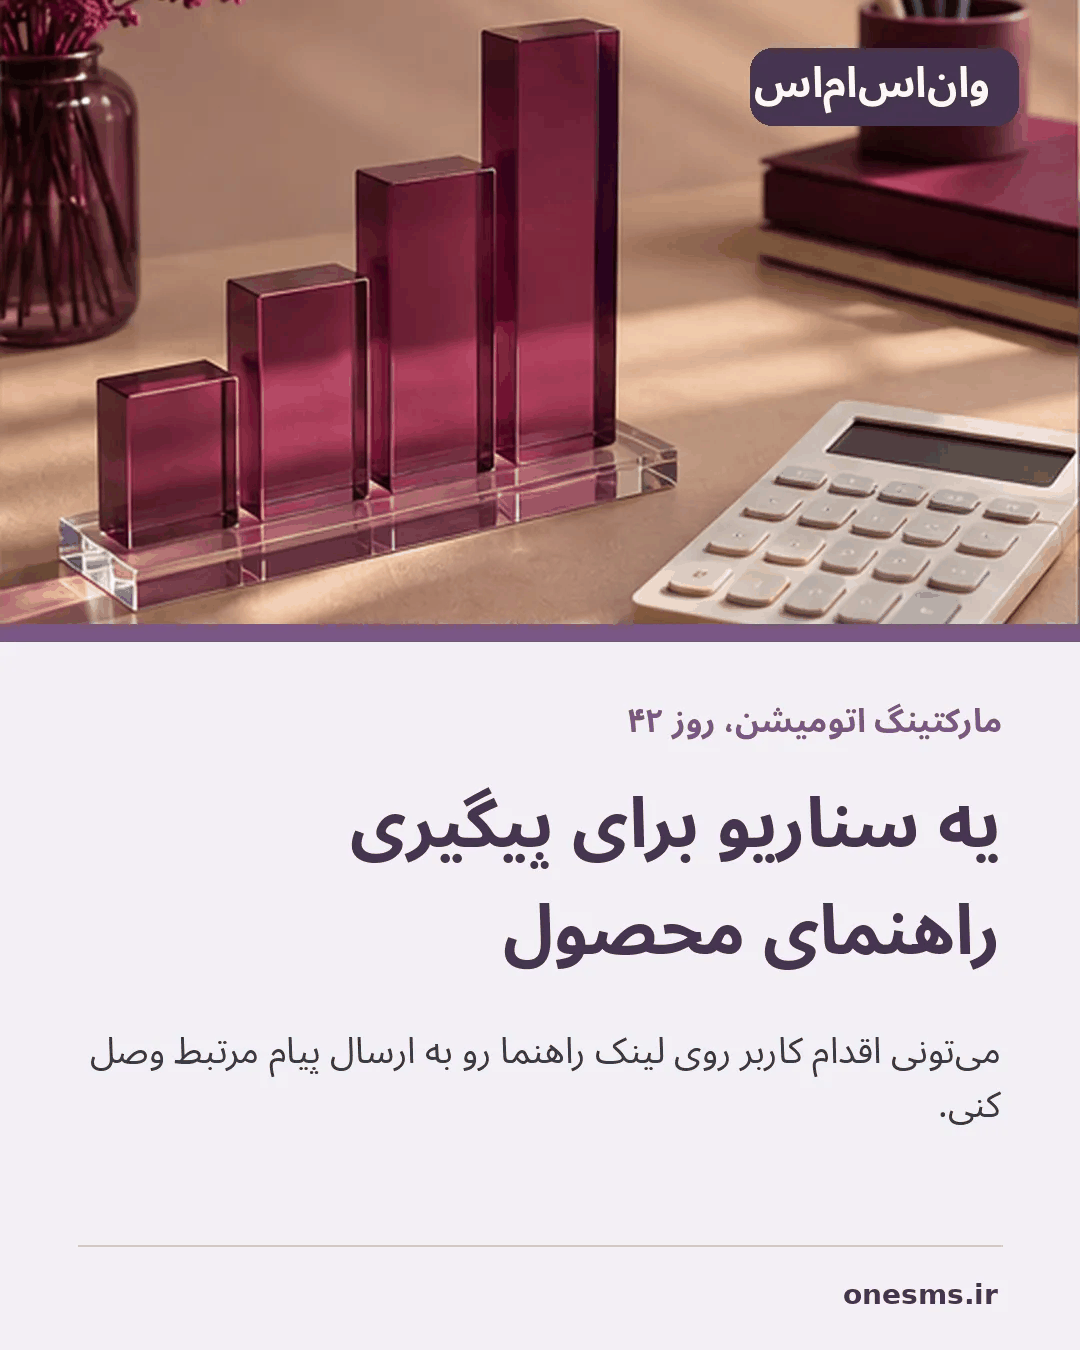 وان‌اس‌ام‌اس
مارکتینگ اتومیشن، روز ۴۲
یه سناریو برای پیگیری
راهنمای محصول
می‌تونی اقدام کاربر روی لینک راهنما رو به ارسال پیام مرتبط وصل
کنی.
onesms.ir